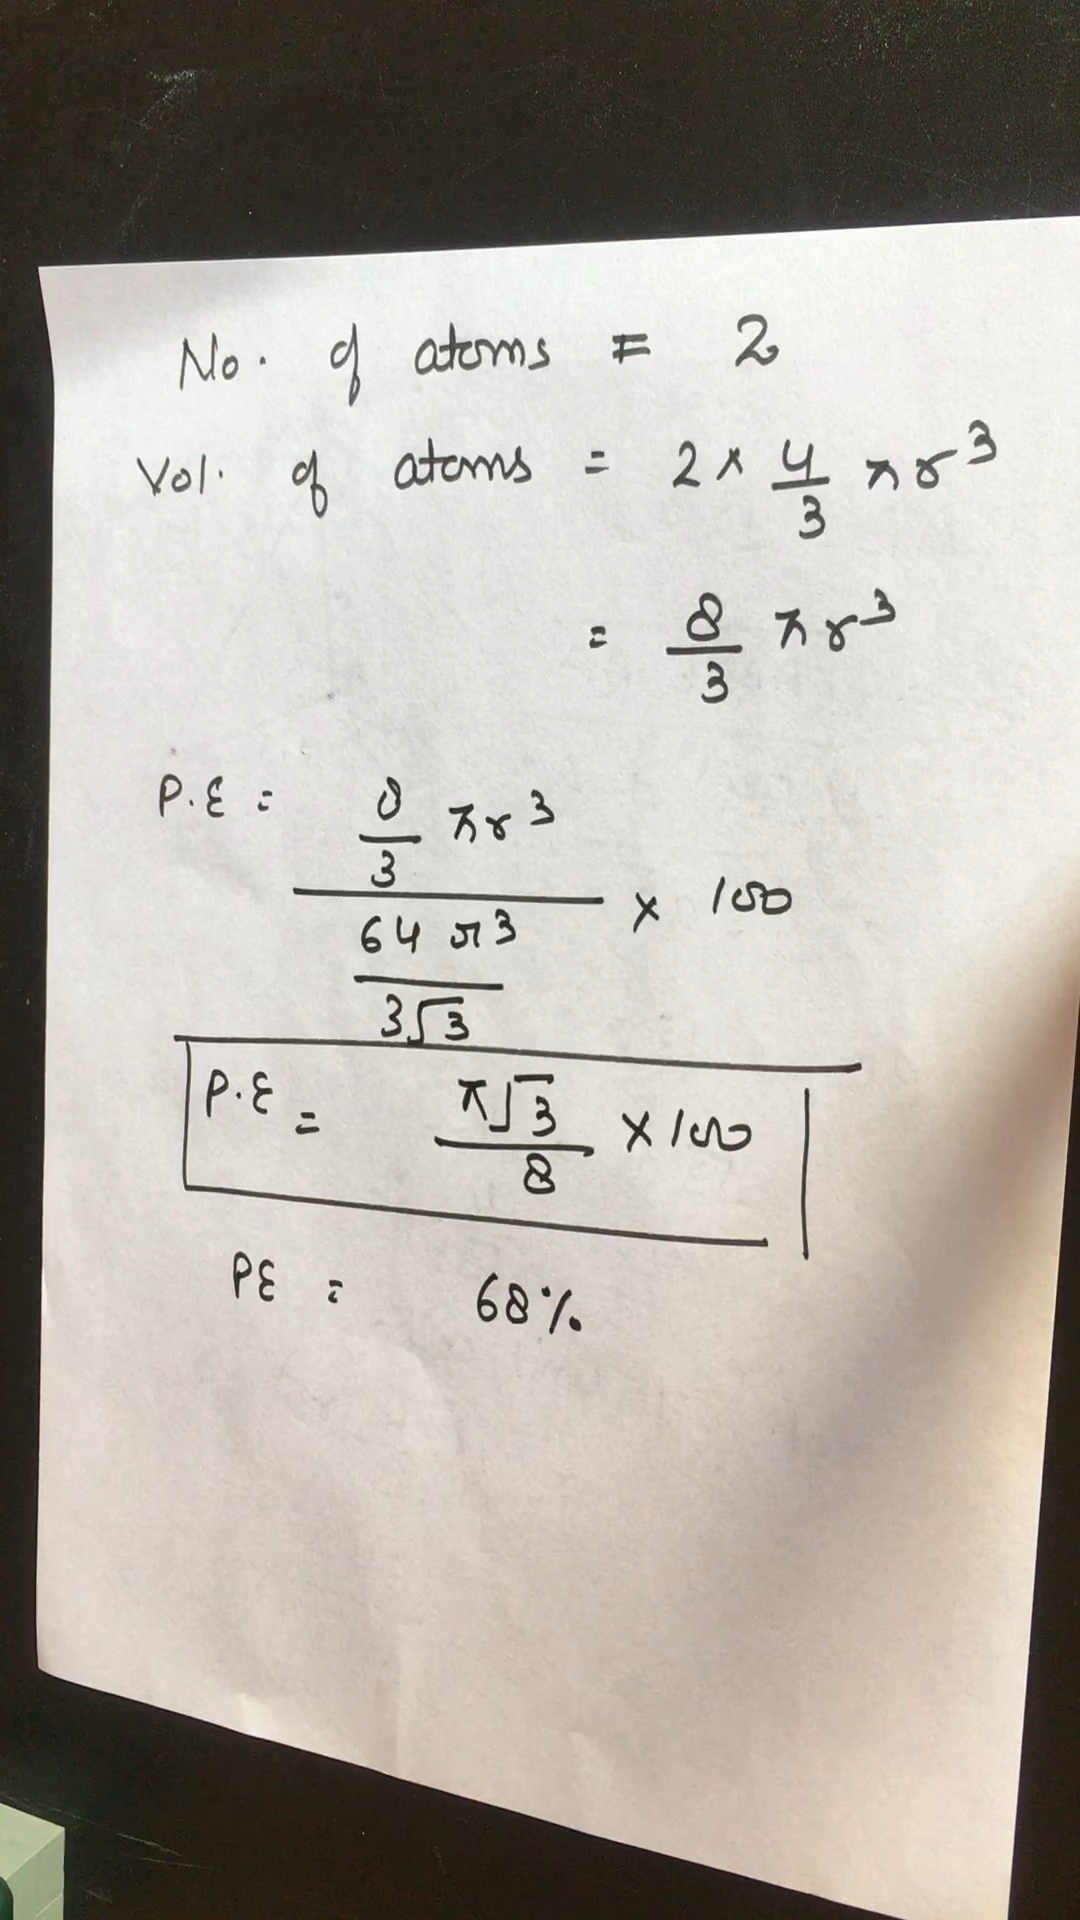 No. of atoms = 2
Vol. of atoms = 2 × 4/3 πr³
= 8/3 πr³
P.E = (8/3 πr³) / (64 r³ / 3√3) × 100
P.E = π√3/8 × 100
PE = 68%